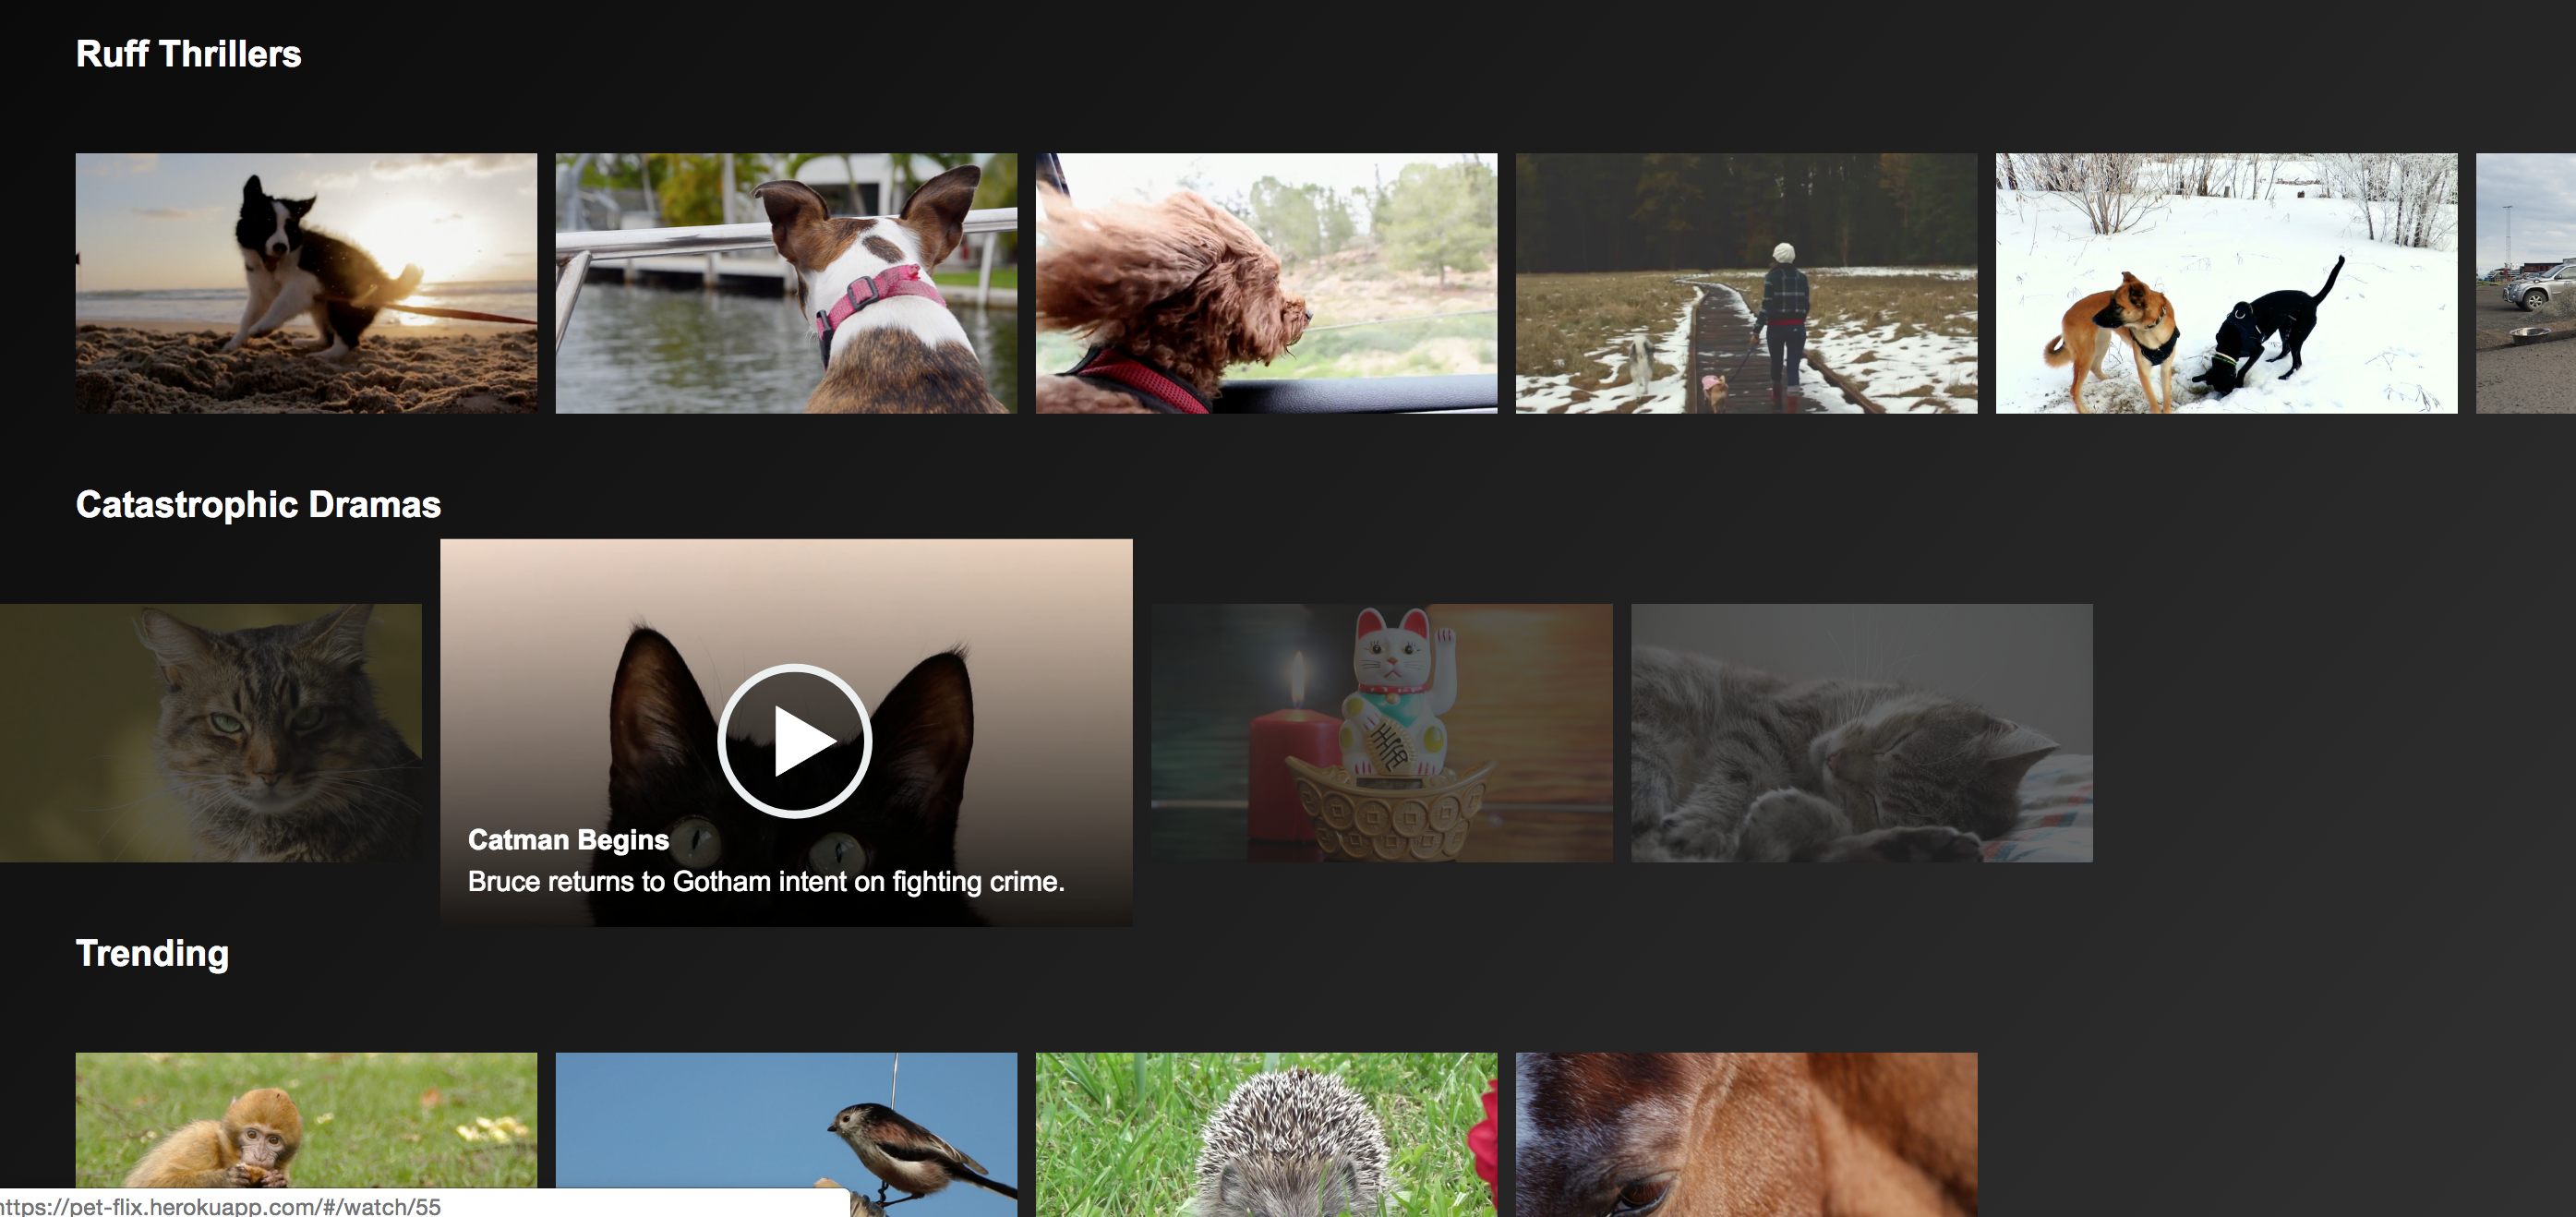 Ruff Thrillers
Catastrophic Dramas
Catman Begins
Bruce returns to Gotham intent on fighting crime.
Trending
https://pet-flix.herokuapp.com/#/watch/55